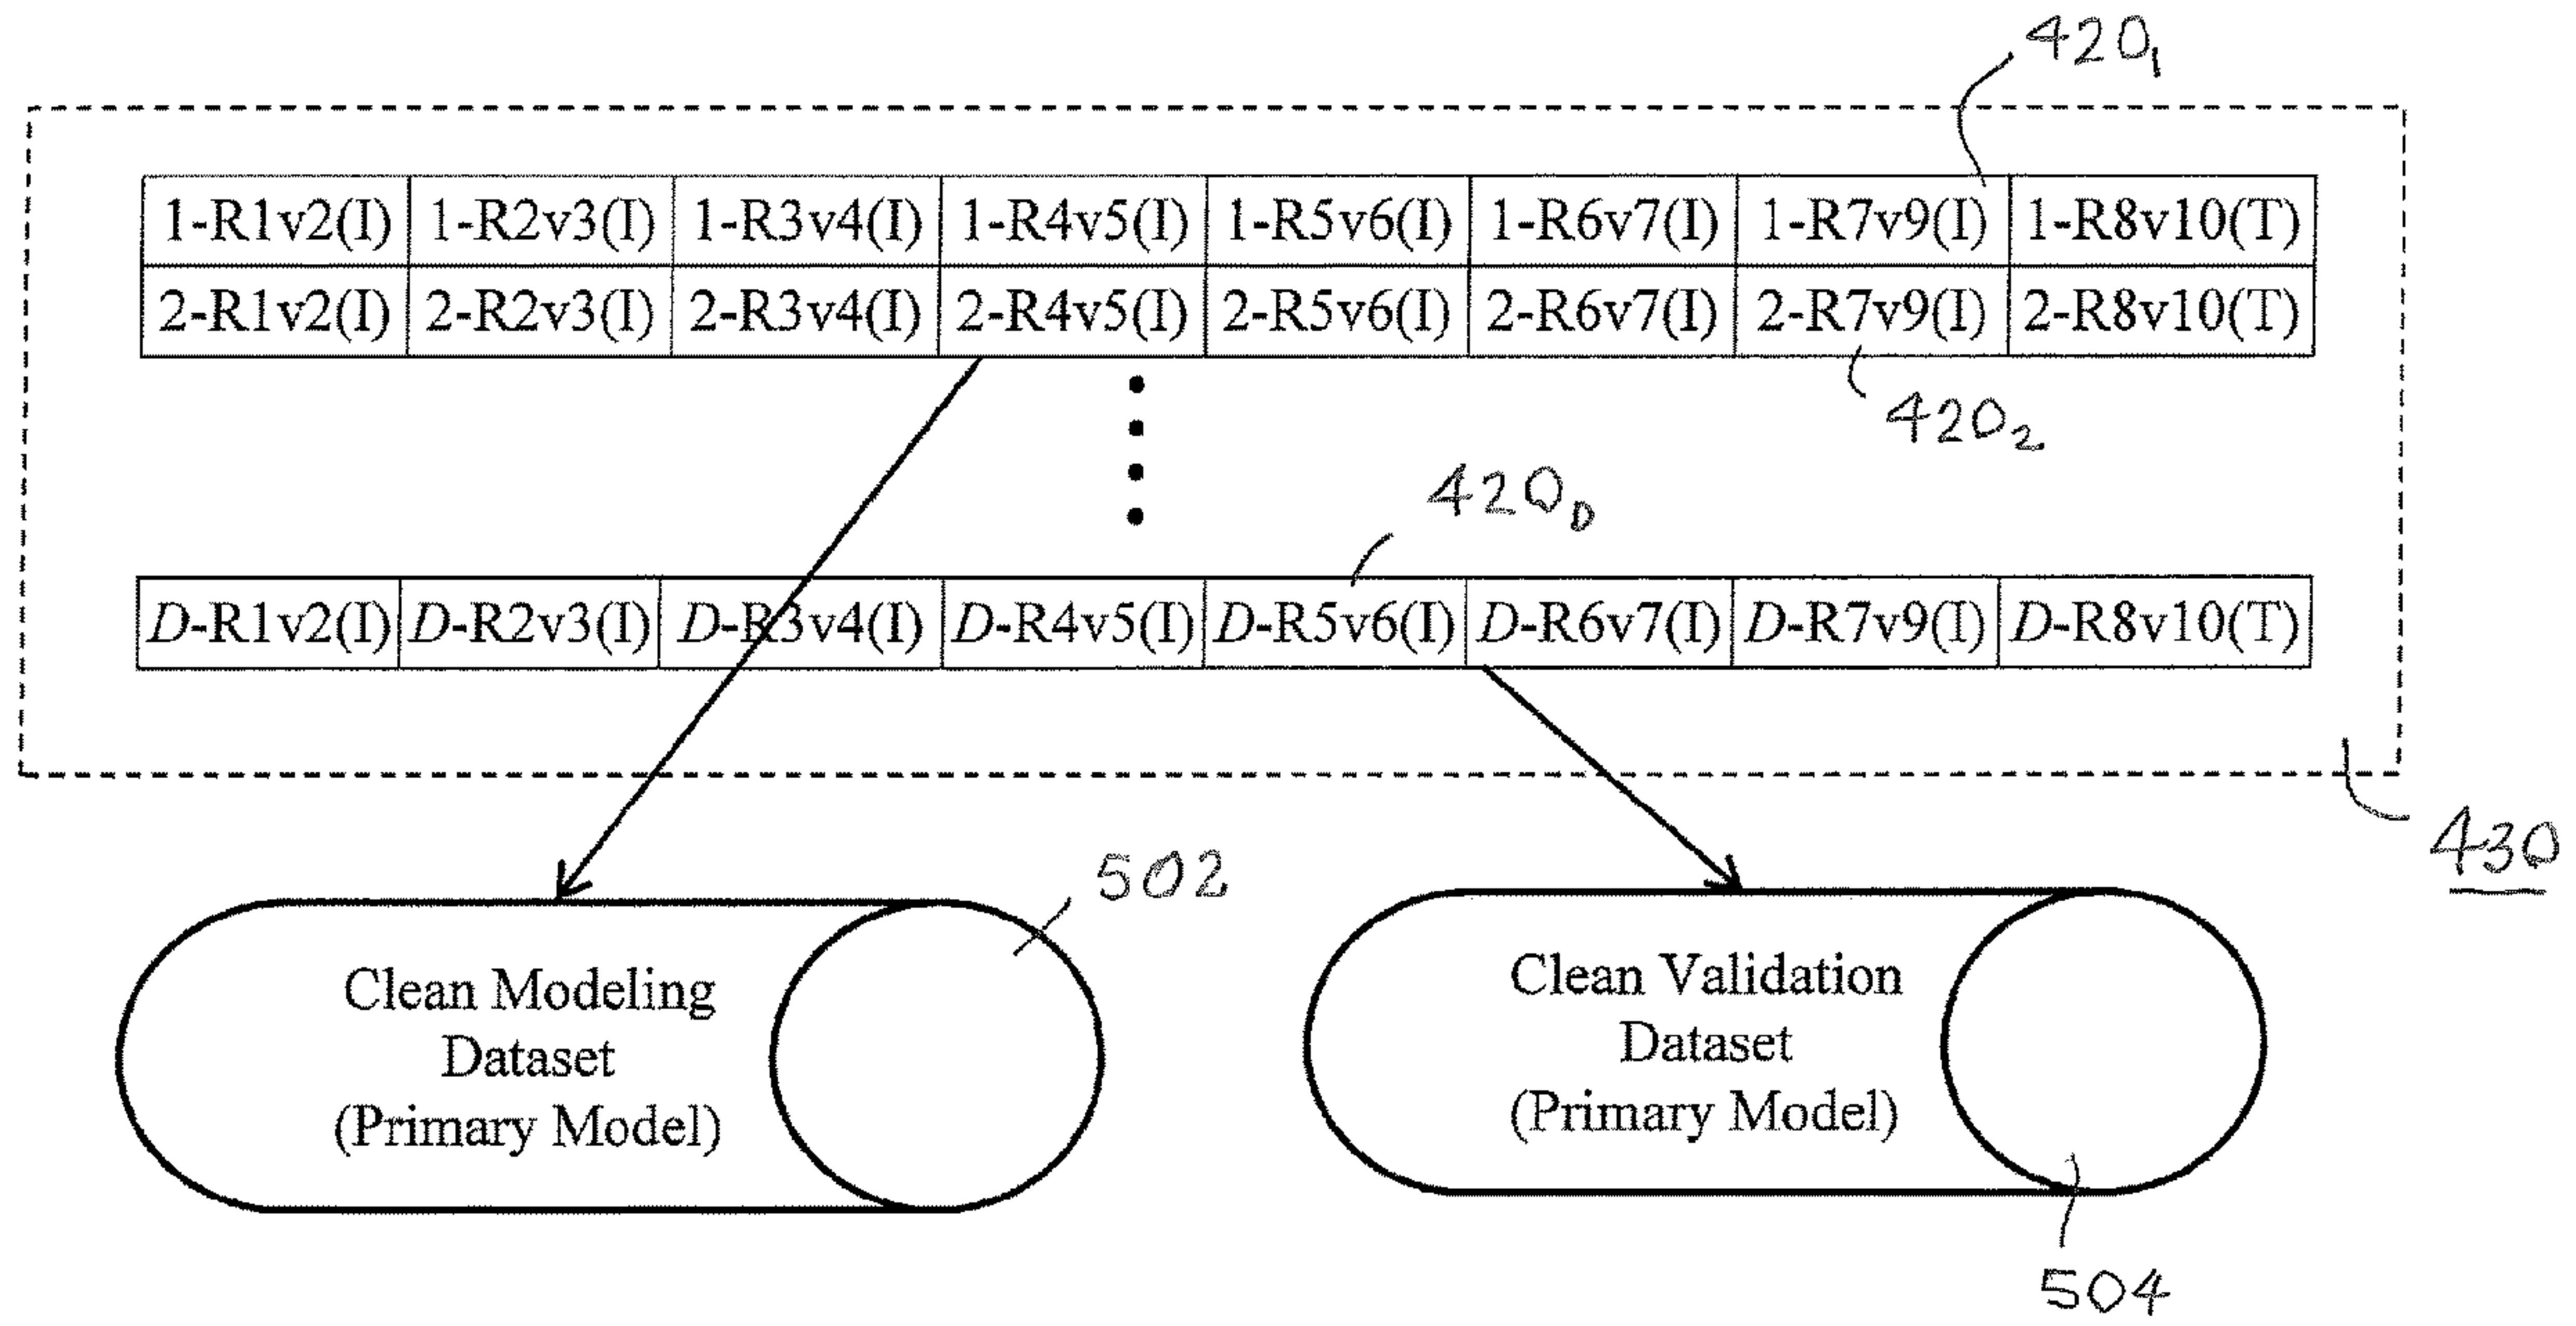 420₁
1-R1v2(I) 1-R2v3(I) 1-R3v4(I) 1-R4v5(I) 1-R5v6(I) 1-R6v7(I) 1-R7v9(I) 1-R8v10(T)
2-R1v2(I) 2-R2v3(I) 2-R3v4(I) 2-R4v5(I) 2-R5v6(I) 2-R6v7(I) 2-R7v9(I) 2-R8v10(T)
420₂
420D
D-R1v2(I) D-R2v3(I) D-R3v4(I) D-R4v5(I) D-R5v6(I) D-R6v7(I) D-R7v9(I) D-R8v10(T)
430
502
Clean Modeling
Dataset
(Primary Model)
Clean Validation
Dataset
(Primary Model)
504